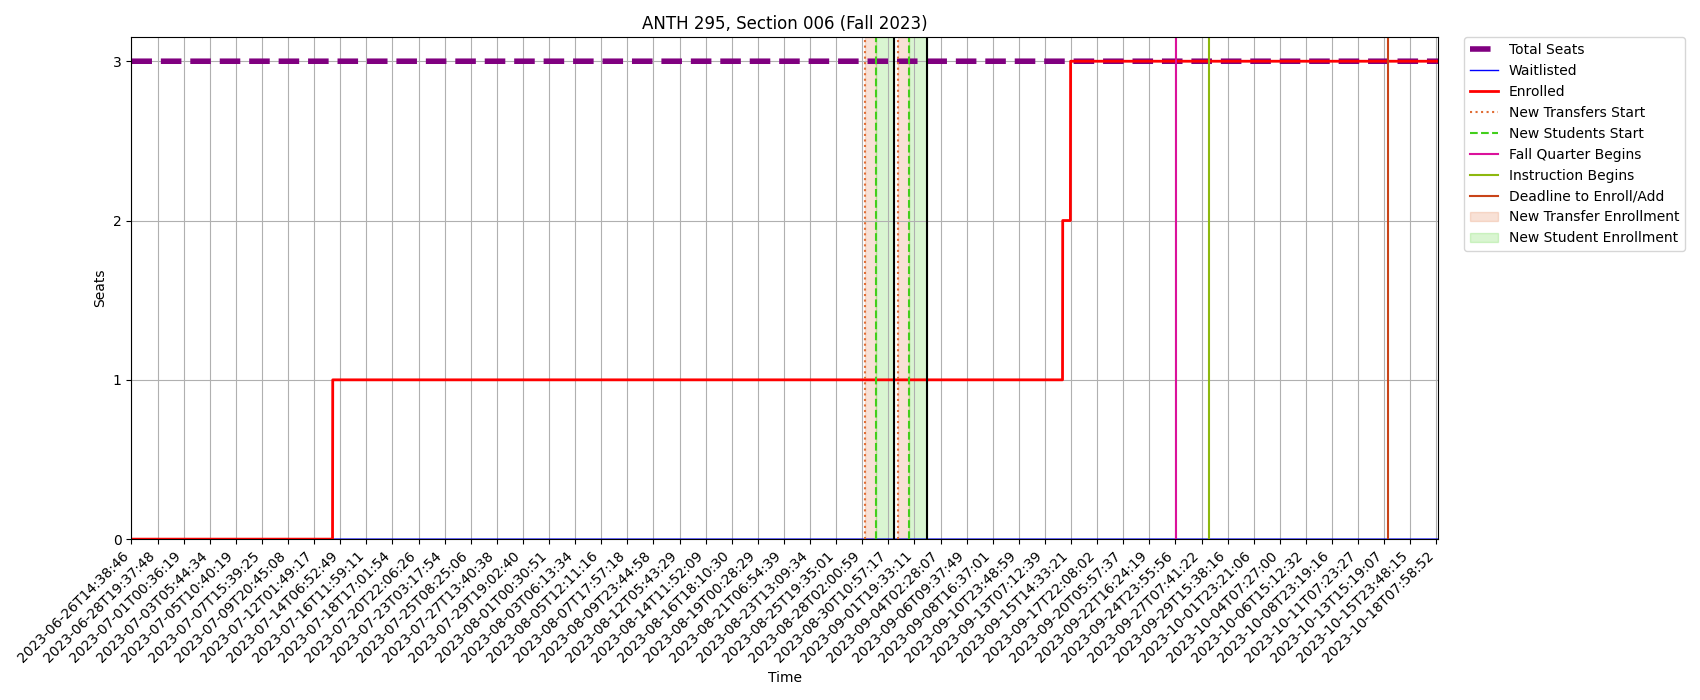 ANTH 295, Section 006 (Fall 2023)
3
2
1
0
Seats
2023-06-26T14:38:46
2023-06-28T19:37:48
2023-07-01T00:36:19
2023-07-03T05:44:34
2023-07-05T10:40:19
2023-07-07T15:39:25
2023-07-09T20:45:08
2023-07-12T01:49:17
2023-07-14T06:52:49
2023-07-16T11:59:11
2023-07-18T17:01:54
2023-07-20T22:06:26
2023-07-23T03:17:54
2023-07-25T08:25:06
2023-07-27T13:40:38
2023-07-29T19:02:40
2023-08-01T00:30:51
2023-08-03T06:13:34
2023-08-05T12:11:16
2023-08-07T17:57:18
2023-08-09T23:44:58
2023-08-12T05:43:29
2023-08-14T11:52:09
2023-08-16T18:10:30
2023-08-19T00:28:29
2023-08-21T06:54:39
2023-08-23T13:09:34
2023-08-25T19:35:01
2023-08-28T02:00:59
2023-08-30T10:57:17
2023-09-01T19:33:11
2023-09-04T02:28:07
2023-09-06T09:37:49
2023-09-08T16:37:01
2023-09-10T23:48:59
2023-09-13T07:12:39
2023-09-15T14:33:21
2023-09-17T22:08:02
2023-09-20T05:57:37
2023-09-22T16:24:19
2023-09-24T23:55:56
2023-09-27T07:41:22
2023-09-29T15:38:16
2023-10-01T23:21:06
2023-10-04T07:27:00
2023-10-06T15:12:32
2023-10-08T23:19:16
2023-10-11T07:23:27
2023-10-13T15:19:07
2023-10-15T23:48:15
2023-10-18T07:58:52
Time
Total Seats
Waitlisted
Enrolled
New Transfers Start
New Students Start
Fall Quarter Begins
Instruction Begins
Deadline to Enroll/Add
New Transfer Enrollment
New Student Enrollment